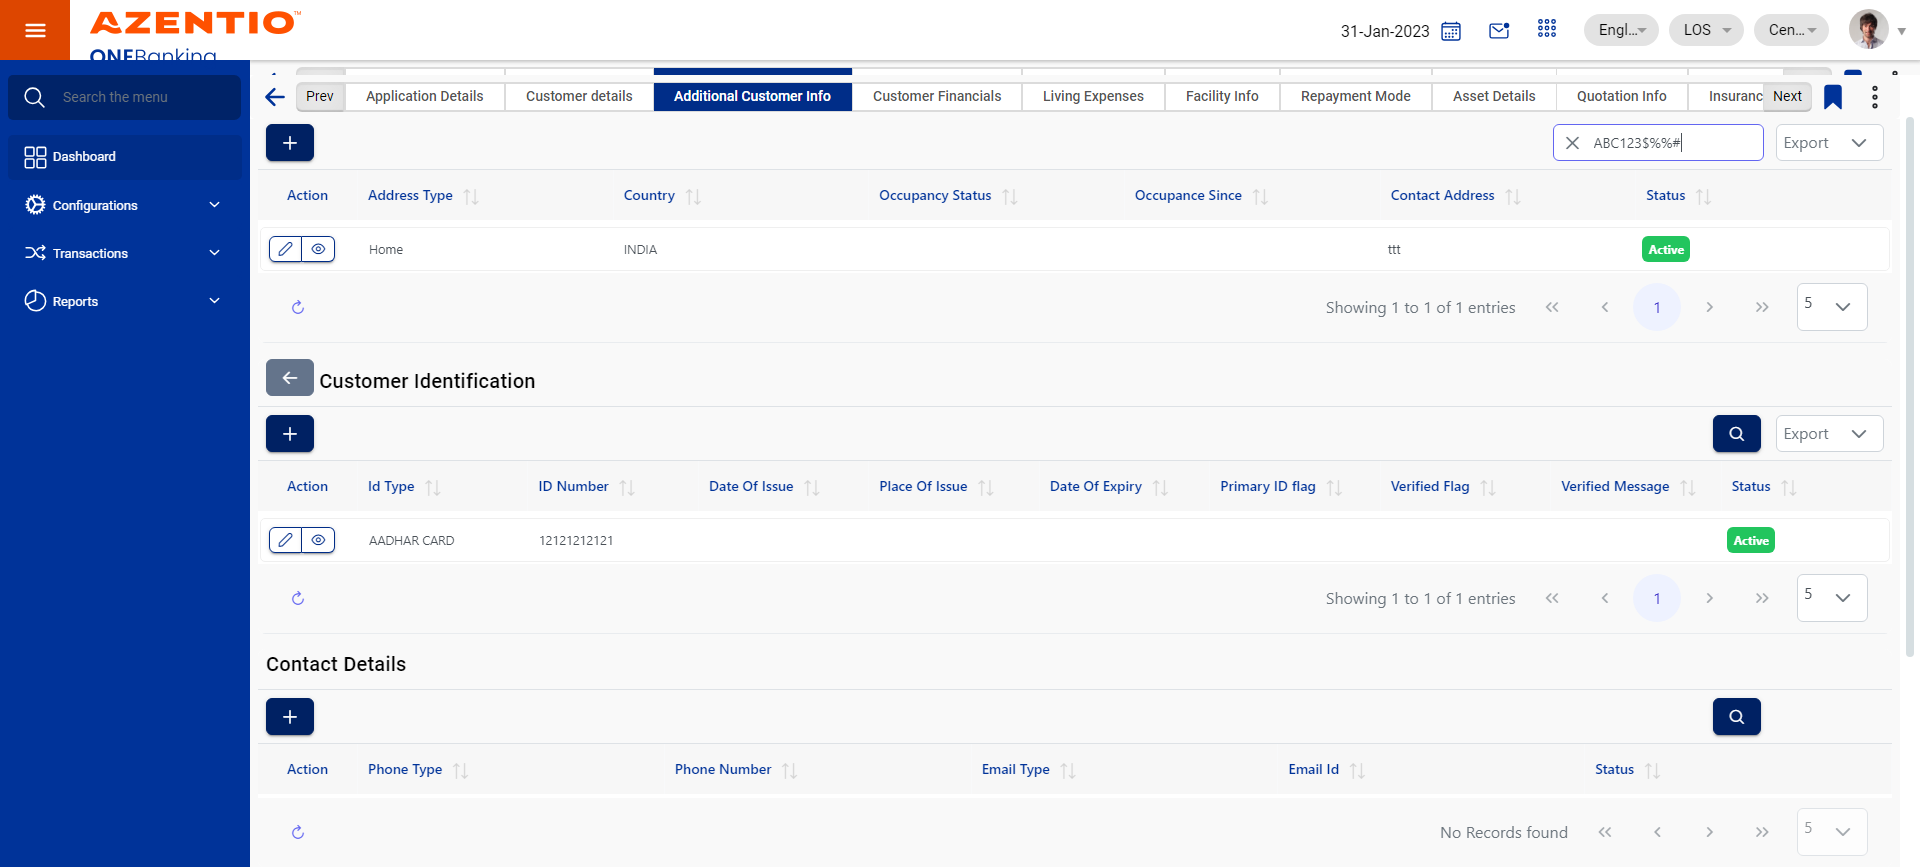 AZENTIO™
ONEBanking
31-Jan-2023
Engl...
LOS
Cen...
Search the menu
Dashboard
Configurations
Transactions
Reports
Prev
Application Details
Customer details
Additional Customer Info
Customer Financials
Living Expenses
Facility Info
Repayment Mode
Asset Details
Quotation Info
Insuranc
Next
ABC123$%%#
Export
Action Address Type Country Occupancy Status Occupance Since Contact Address Status
Home INDIA ttt Active
Showing 1 to 1 of 1 entries
1
5
Customer Identification
Export
Action Id Type ID Number Date Of Issue Place Of Issue Date Of Expiry Primary ID flag Verified Flag Verified Message Status
AADHAR CARD 12121212121 Active
Showing 1 to 1 of 1 entries
1
5
Contact Details
Action Phone Type Phone Number Email Type Email Id Status
No Records found
5